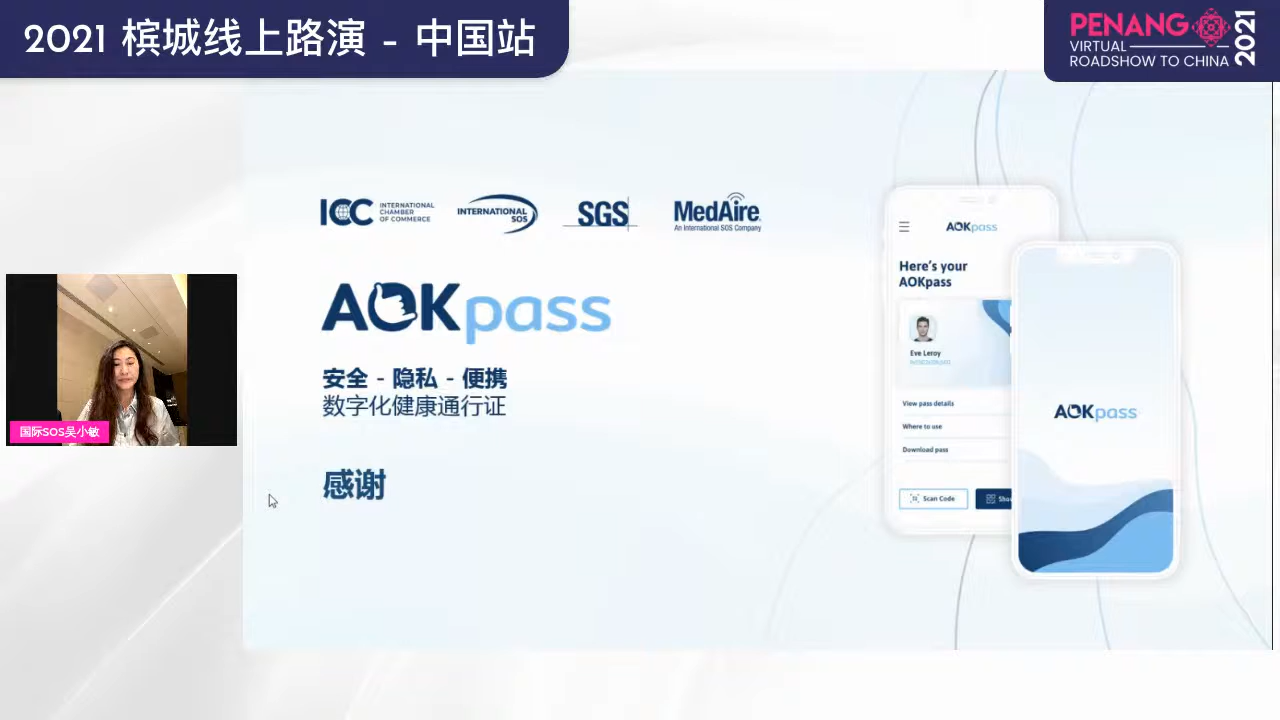 2021 槟城线上路演 - 中国站
PENANG
VIRTUAL
ROADSHOW TO CHINA
2021
ICC INTERNATIONAL CHAMBER OF COMMERCE
INTERNATIONAL SOS
SGS
MedAire
An International SOS Company
AOKpass
安全 - 隐私 - 便携
数字化健康通行证
感谢
国际SOS吴小敏
AOKpass
Here's your
AOKpass
Eve Leroy
View pass details
Where to use
Download pass
Scan Code
AOKpass